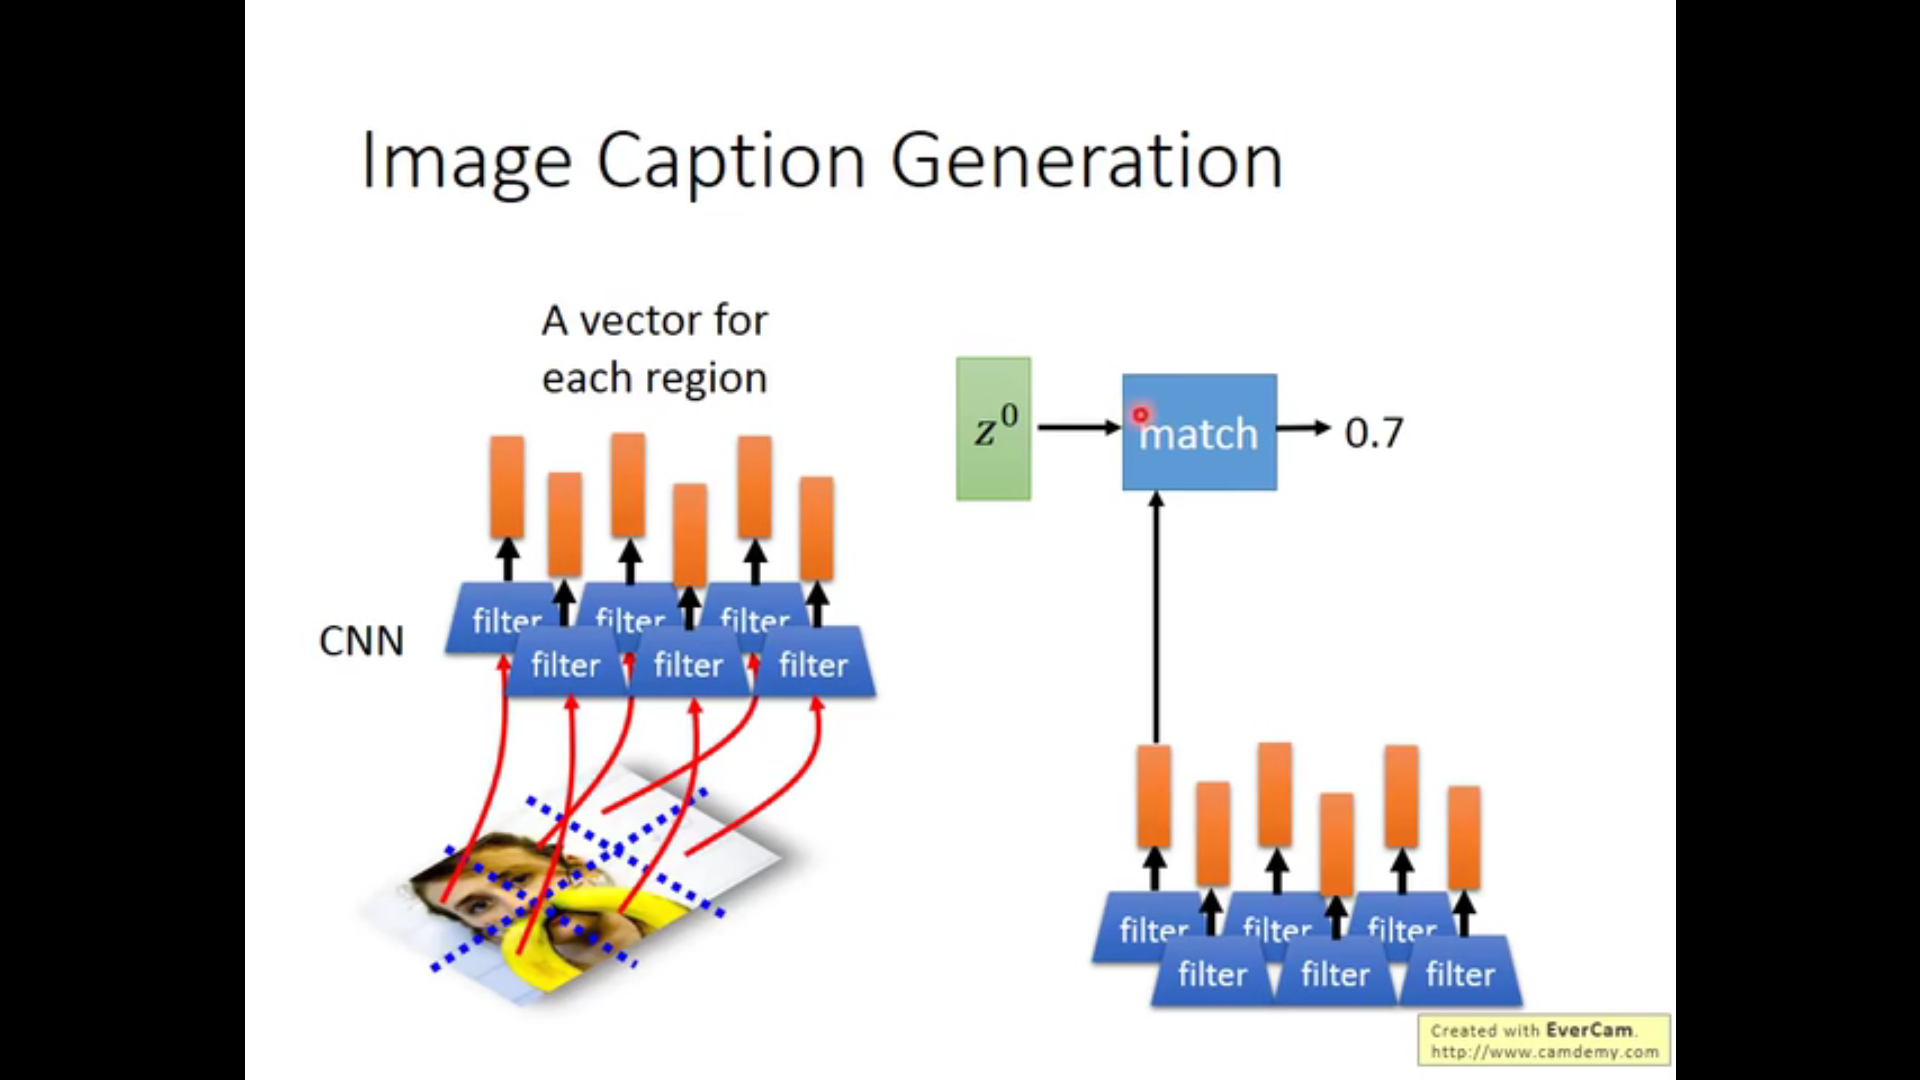 Image Caption Generation
A vector for
each region
CNN
filter
filter
filter
filter
filter
filter
z⁰
match
0.7
filter
filter
filter
filter
filter
filter
Created with EverCam.
http://www.camdemy.com